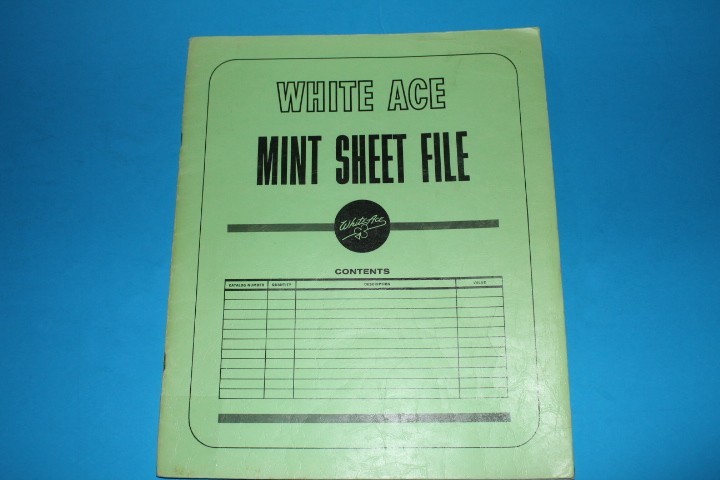 WHITE ACE
MINT SHEET FILE
White Ace
CONTENTS
CATALOG NUMBER QUANTITY DESCRIPTION VALUE